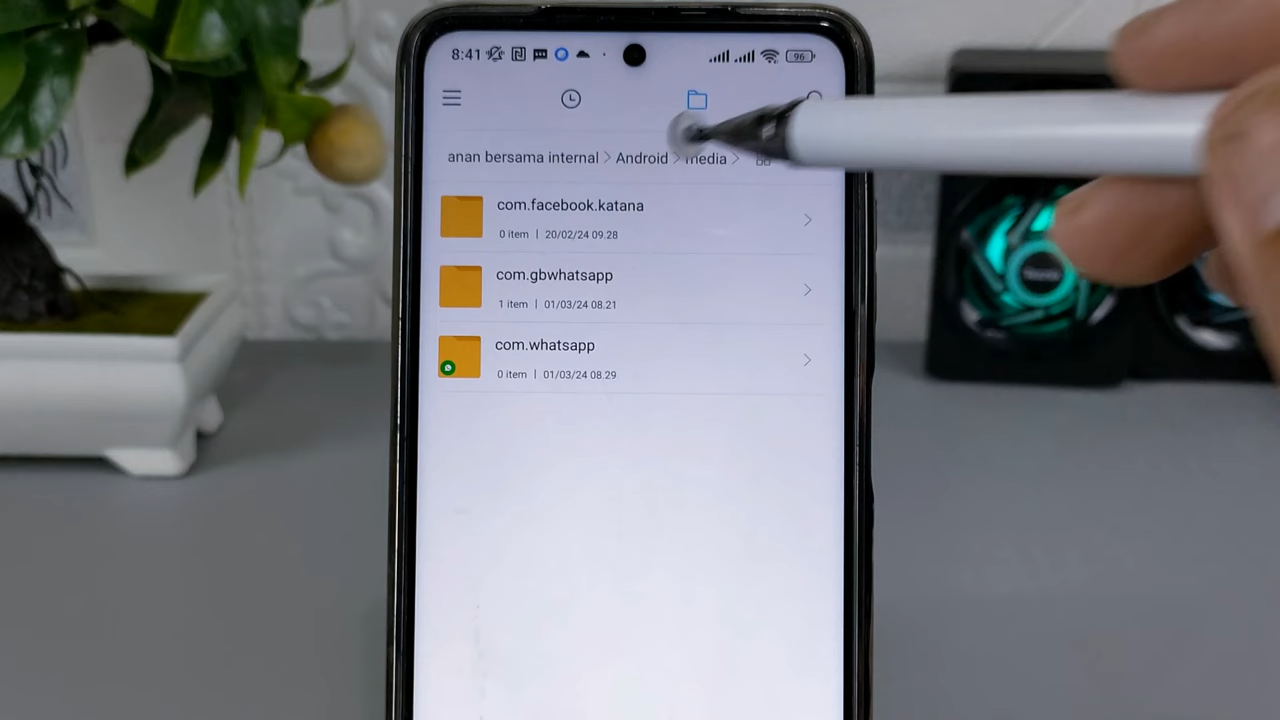 8:41
96
anan bersama internal > Android > media >
com.facebook.katana
0 item | 20/02/24 09.28
com.gbwhatsapp
1 item | 01/03/24 08.21
com.whatsapp
0 item | 01/03/24 08.29